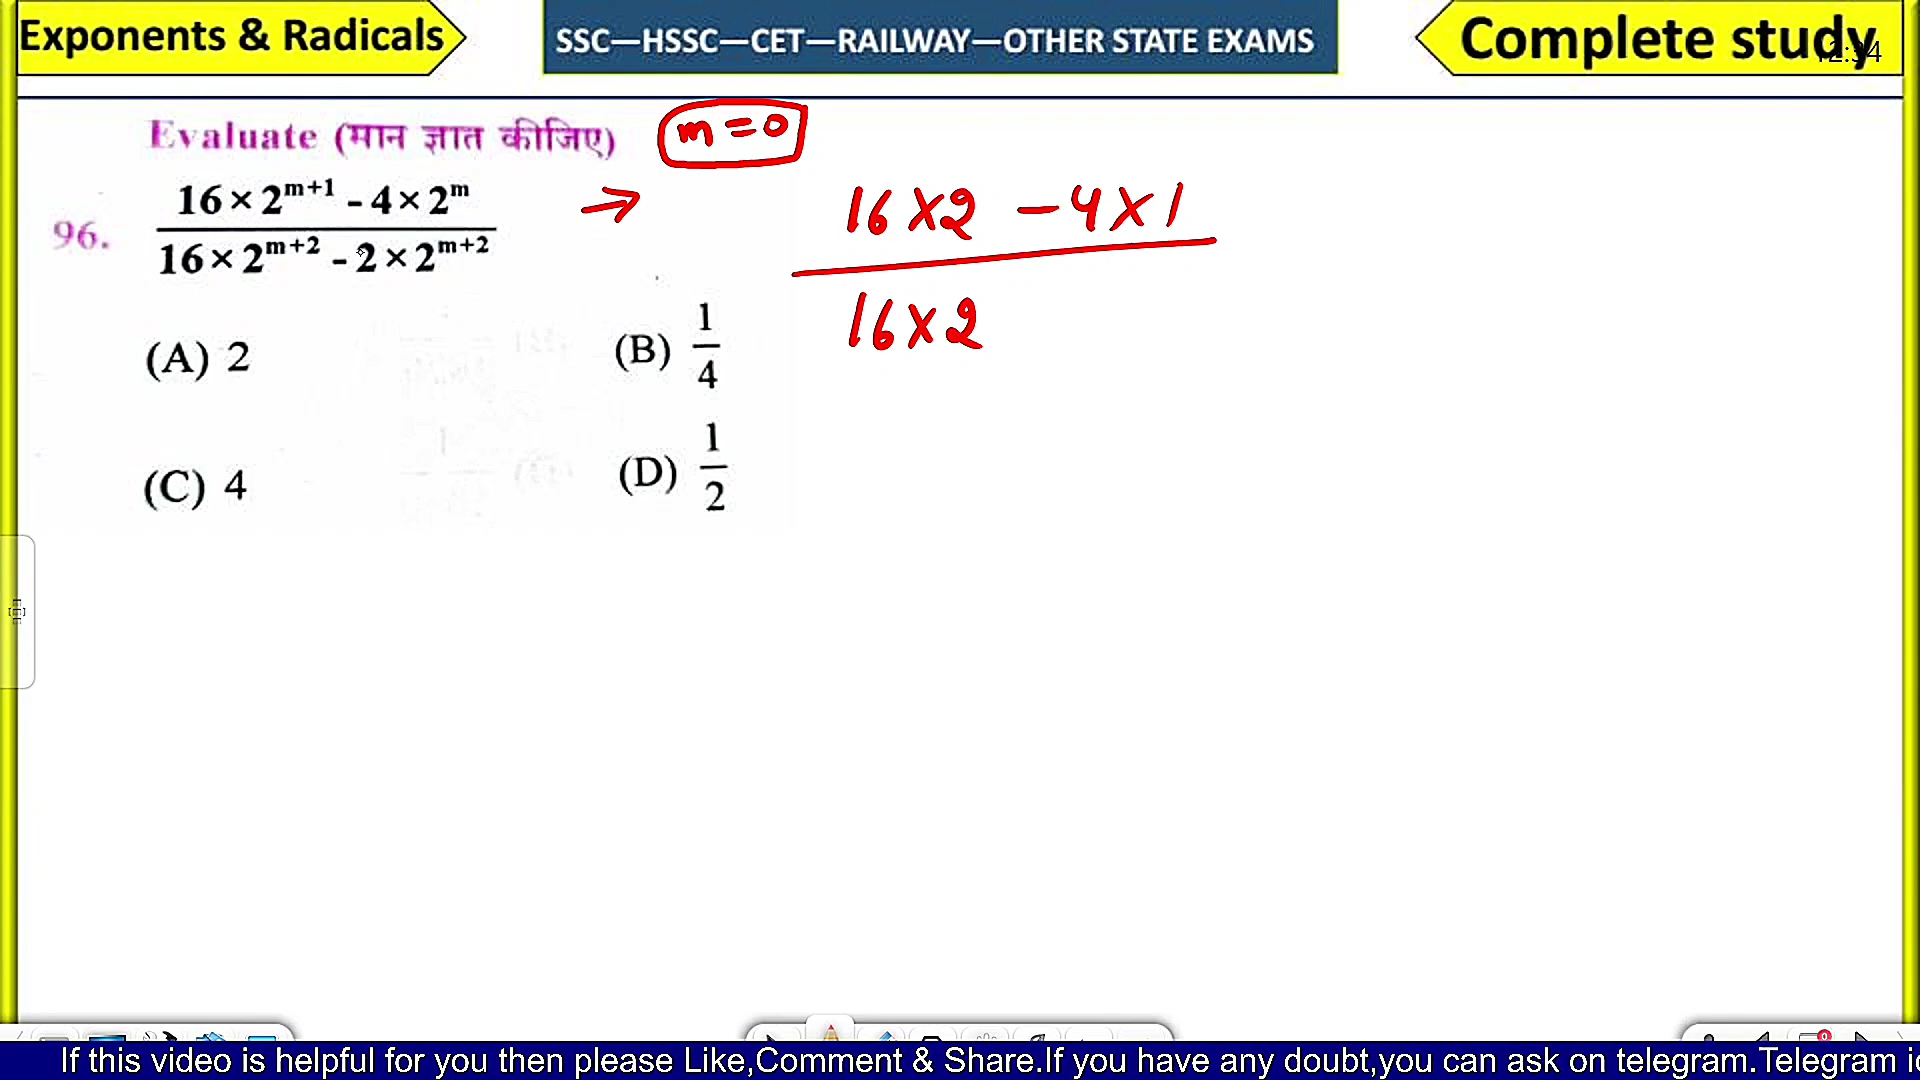 Exponents & Radicals
SSC—HSSC—CET—RAILWAY—OTHER STATE EXAMS
Complete study
Evaluate (मान ज्ञात कीजिए)
m = 0
96. (16 × 2^{m+1} - 4 × 2^m) / (16 × 2^{m+2} - 2 × 2^{m+2})
→
16 × 2 - 4 × 1
16 × 2
(A) 2
(B) 1/4
(C) 4
(D) 1/2
If this video is helpful for you then please Like,Comment & Share.If you have any doubt,you can ask on telegram.Telegram